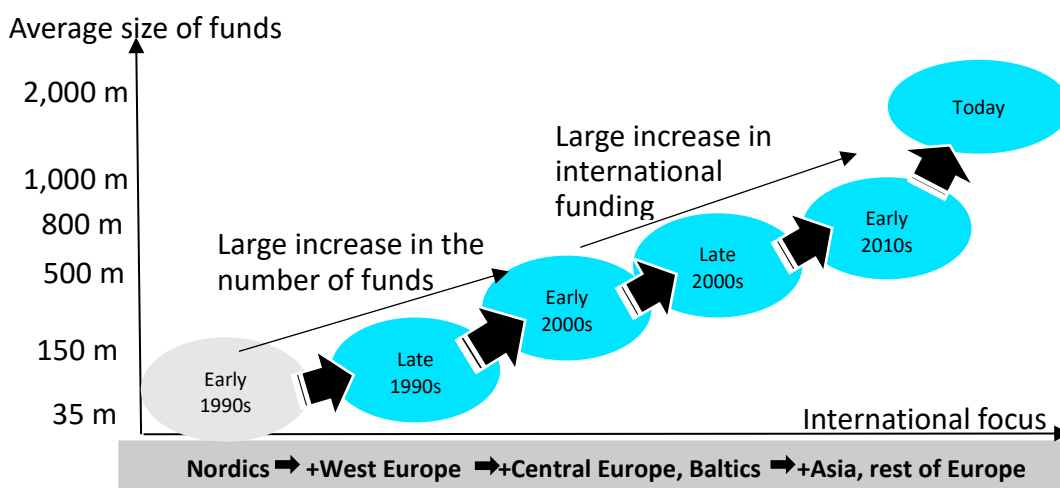 Average size of funds
2,000 m
1,000 m
800 m
500 m
150 m
35 m
Large increase in the
number of funds
Large increase in
international
funding
Early
1990s
Late
1990s
Early
2000s
Late
2000s
Early
2010s
Today
International focus
Nordics +West Europe +Central Europe, Baltics +Asia, rest of Europe